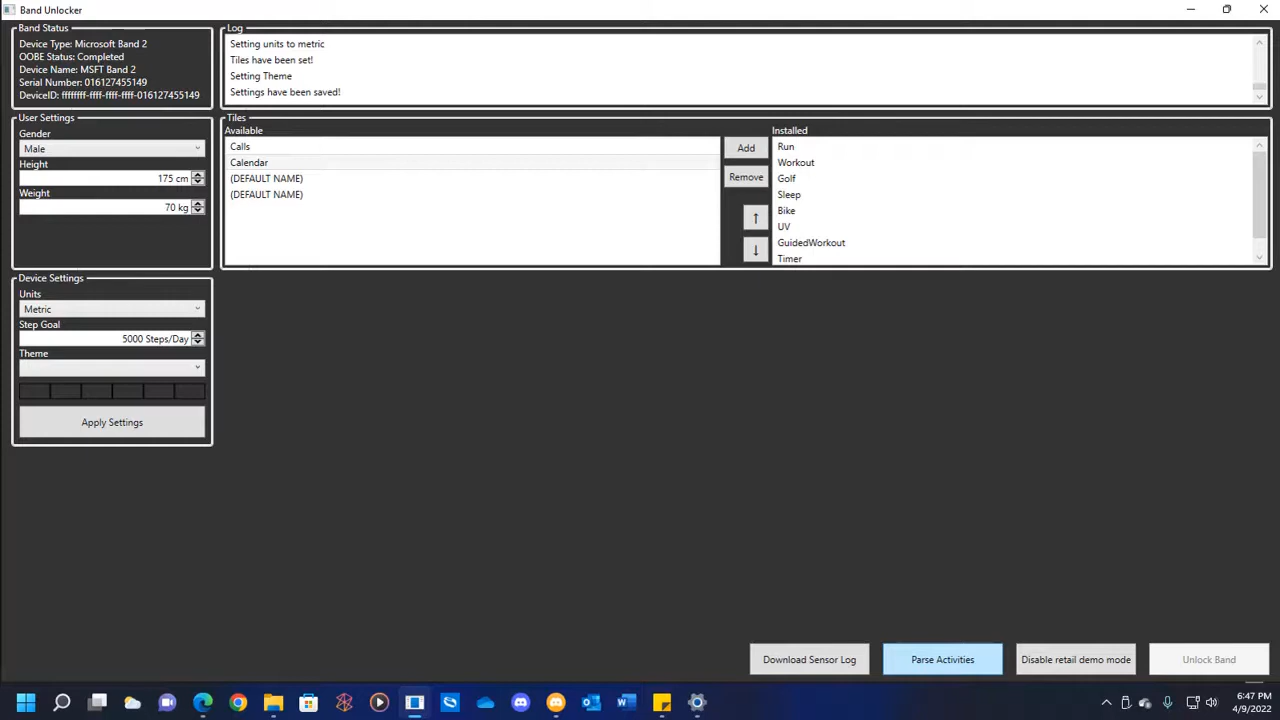 Band Unlocker
Band Status
Device Type: Microsoft Band 2
OOBE Status: Completed
Device Name: MSFT Band 2
Serial Number: 016127455149
DeviceID: ffffffff-ffff-ffff-ffff-016127455149
User Settings
Gender
Male
Height
175 cm
Weight
70 kg
Device Settings
Units
Metric
Step Goal
5000 Steps/Day
Theme
Apply Settings
Log
Setting units to metric
Tiles have been set!
Setting Theme
Settings have been saved!
Tiles
Available
Calls
Calendar
(DEFAULT NAME)
(DEFAULT NAME)
Add
Remove
↑
↓
Installed
Run
Workout
Golf
Sleep
Bike
UV
GuidedWorkout
Timer
Download Sensor Log
Parse Activities
Disable retail demo mode
Unlock Band
6:47 PM
4/9/2022